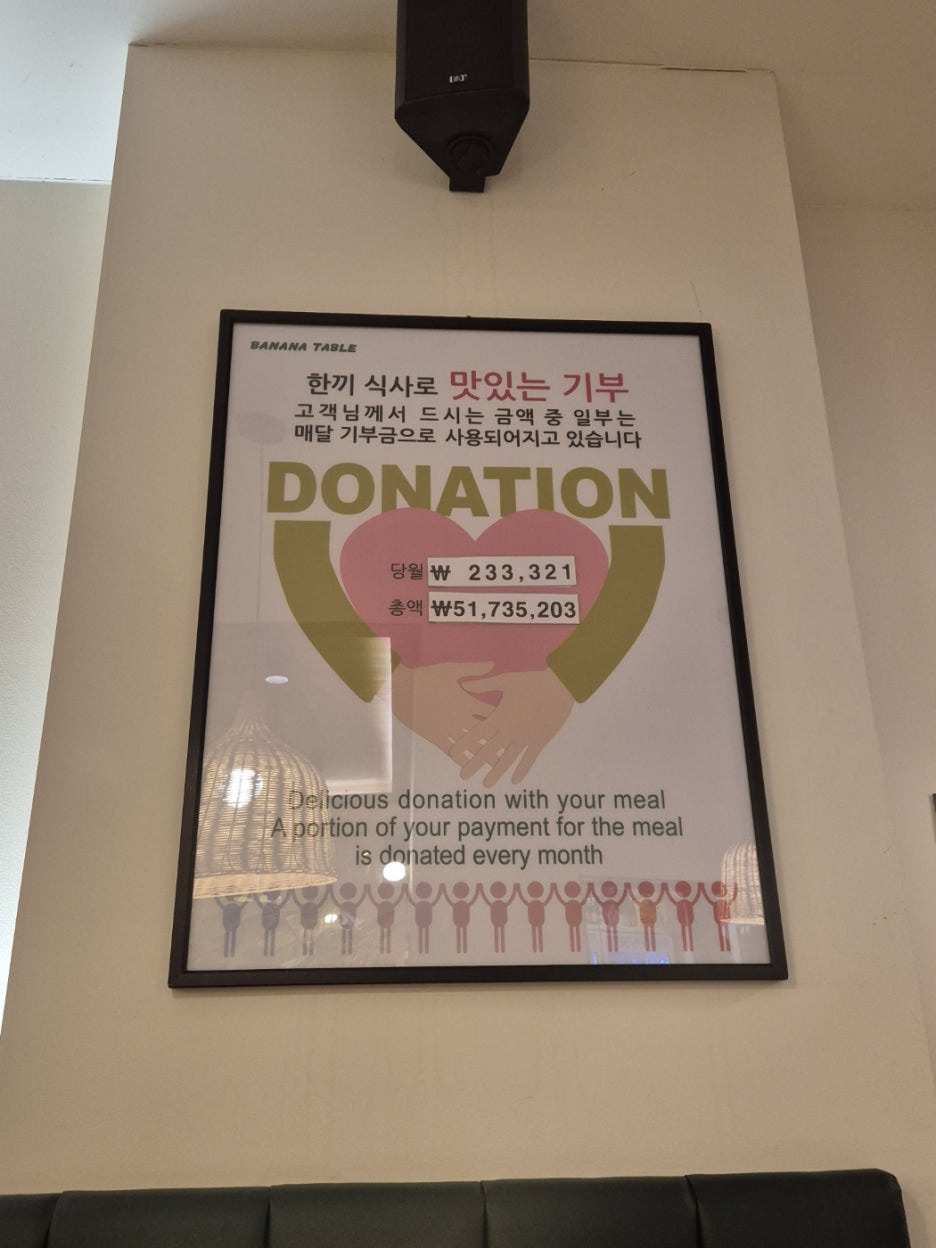 BANANA TABLE
한끼 식사로 맛있는 기부
고객님께서 드시는 금액 중 일부는
매달 기부금으로 사용되어지고 있습니다
DONATION
당월 ₩ 233,321
총액 ₩51,735,203
Delicious donation with your meal
A portion of your payment for the meal
is donated every month